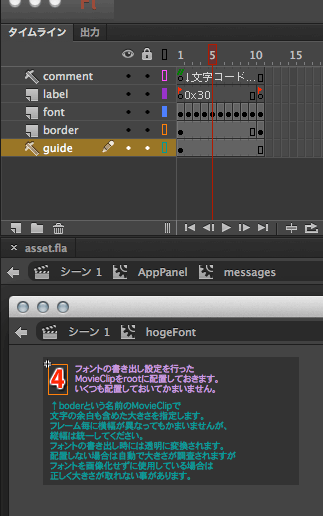 Fl
タイムライン 出力
1 5 10 15
comment ↓文字コード...
label 0x30
font
border
guide
× asset.fla
シーン 1 AppPanel messages
シーン 1 hogeFont
4
フォントの書き出し設定を行った
MovieClipをrootに配置しておきます。
いくつも配置しておいてかまいません。
↑boderという名前のMovieClipで
文字の余白も含めた大きさを指定します。
フレーム毎に横幅が異なってもかまいませんが、
縦幅は統一してください。
フォントの書き出し時には透明に変換されます。
配置しない場合は自動で大きさが調査されますが
フォントを画像化せずに使用している場合は
正しく大きさが取れない事があります。